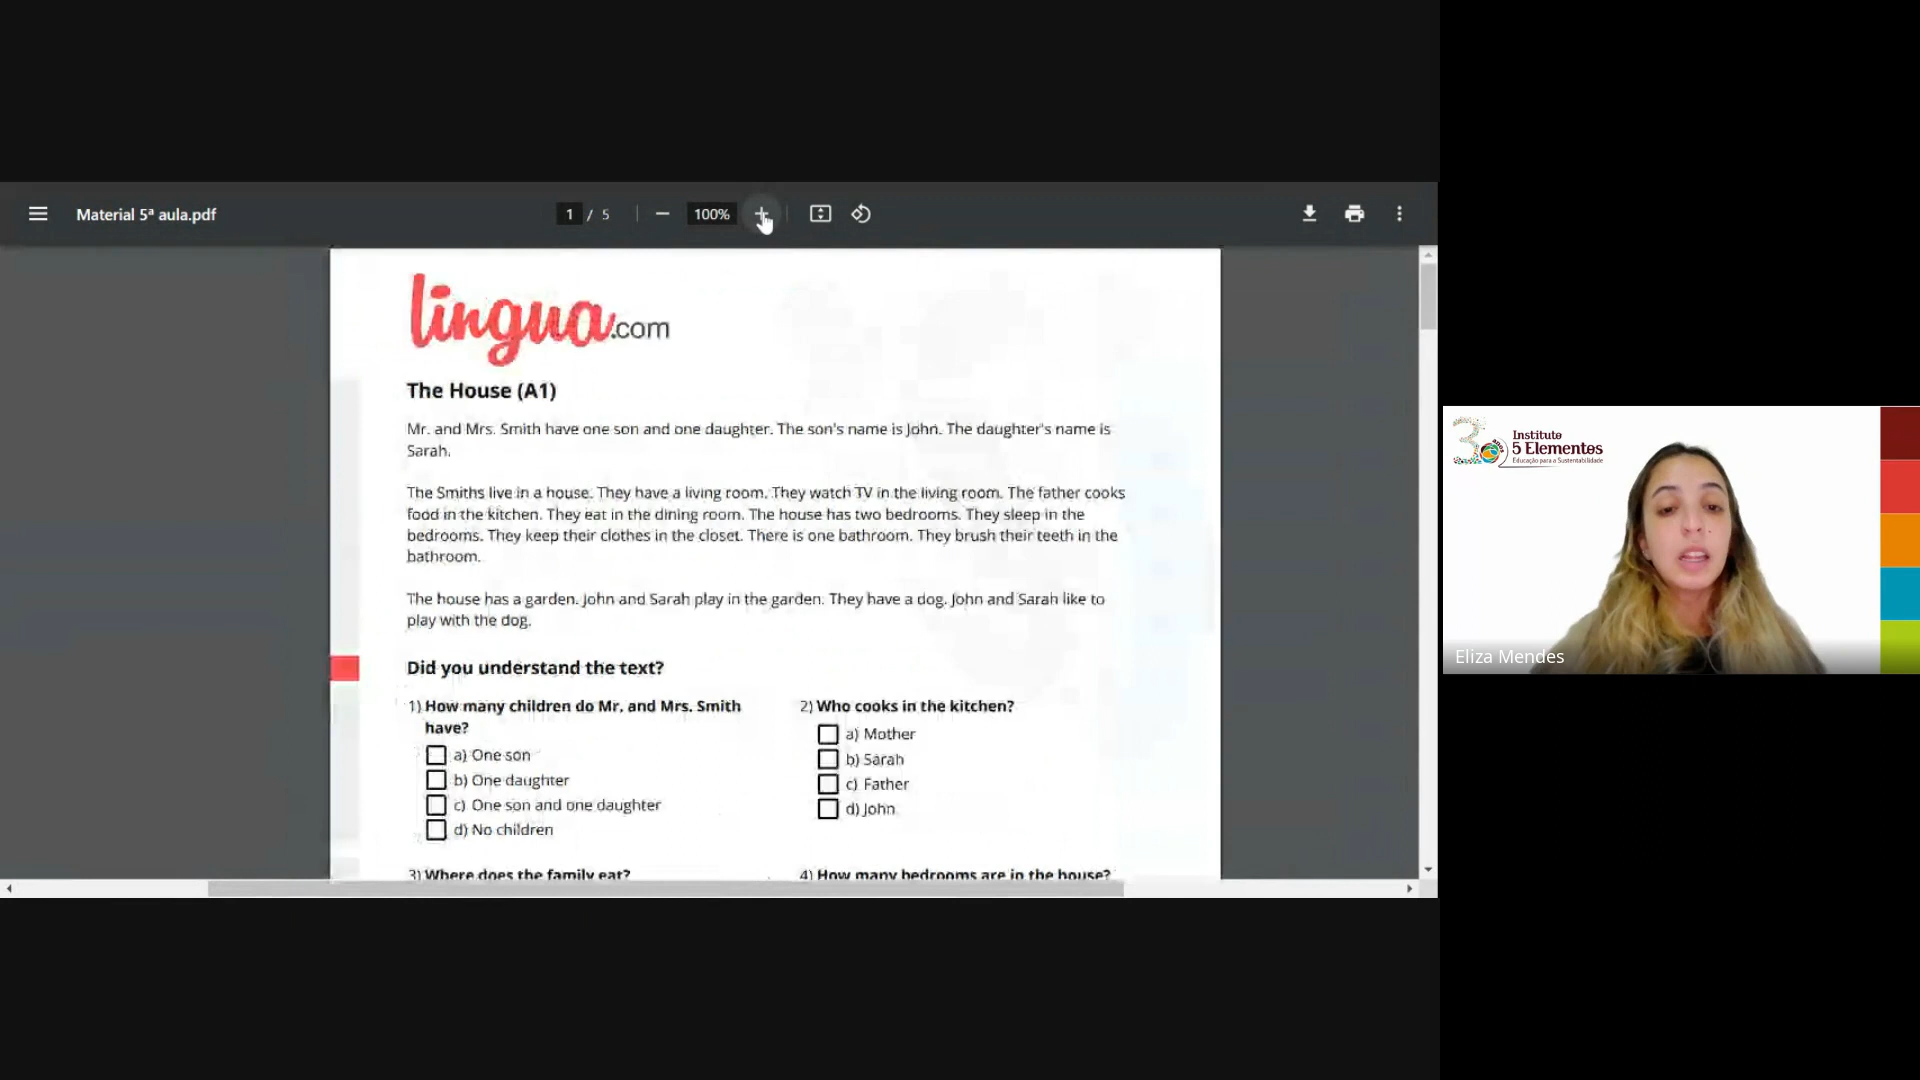 Material 5ª aula.pdf
1 / 5
100%
lingua.com
The House (A1)
Mr. and Mrs. Smith have one son and one daughter. The son's name is John. The daughter's name is
Sarah.
The Smiths live in a house. They have a living room. They watch TV in the living room. The father cooks
food in the kitchen. They eat in the dining room. The house has two bedrooms. They sleep in the
bedrooms. They keep their clothes in the closet. There is one bathroom. They brush their teeth in the
bathroom.
The house has a garden. John and Sarah play in the garden. They have a dog. John and Sarah like to
play with the dog.
Did you understand the text?
1) How many children do Mr. and Mrs. Smith
have?
a) One son
b) One daughter
c) One son and one daughter
d) No children
2) Who cooks in the kitchen?
a) Mother
b) Sarah
c) Father
d) John
3) Where does the family eat?
4) How many bedrooms are in the house?
30 anos
Instituto
5 Elementos
Educação para a Sustentabilidade
Eliza Mendes